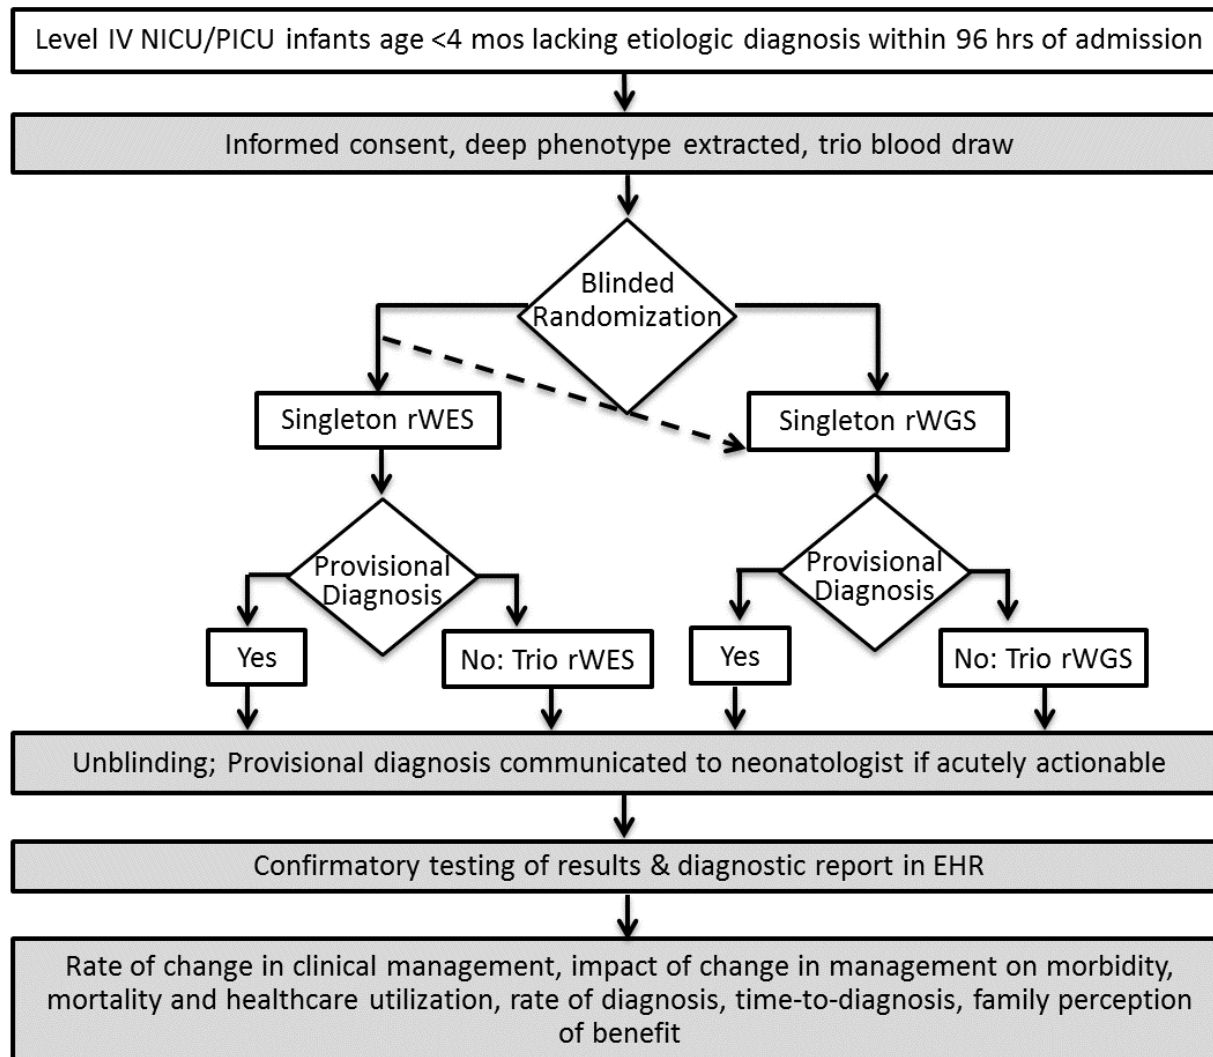 Level IV NICU/PICU infants age <4 mos lacking etiologic diagnosis within 96 hrs of admission
Informed consent, deep phenotype extracted, trio blood draw
Blinded
Randomization
Singleton rWES
Singleton rWGS
Provisional
Diagnosis
Provisional
Diagnosis
Yes
No: Trio rWES
Yes
No: Trio rWGS
Unblinding; Provisional diagnosis communicated to neonatologist if acutely actionable
Confirmatory testing of results & diagnostic report in EHR
Rate of change in clinical management, impact of change in management on morbidity,
mortality and healthcare utilization, rate of diagnosis, time-to-diagnosis, family perception
of benefit